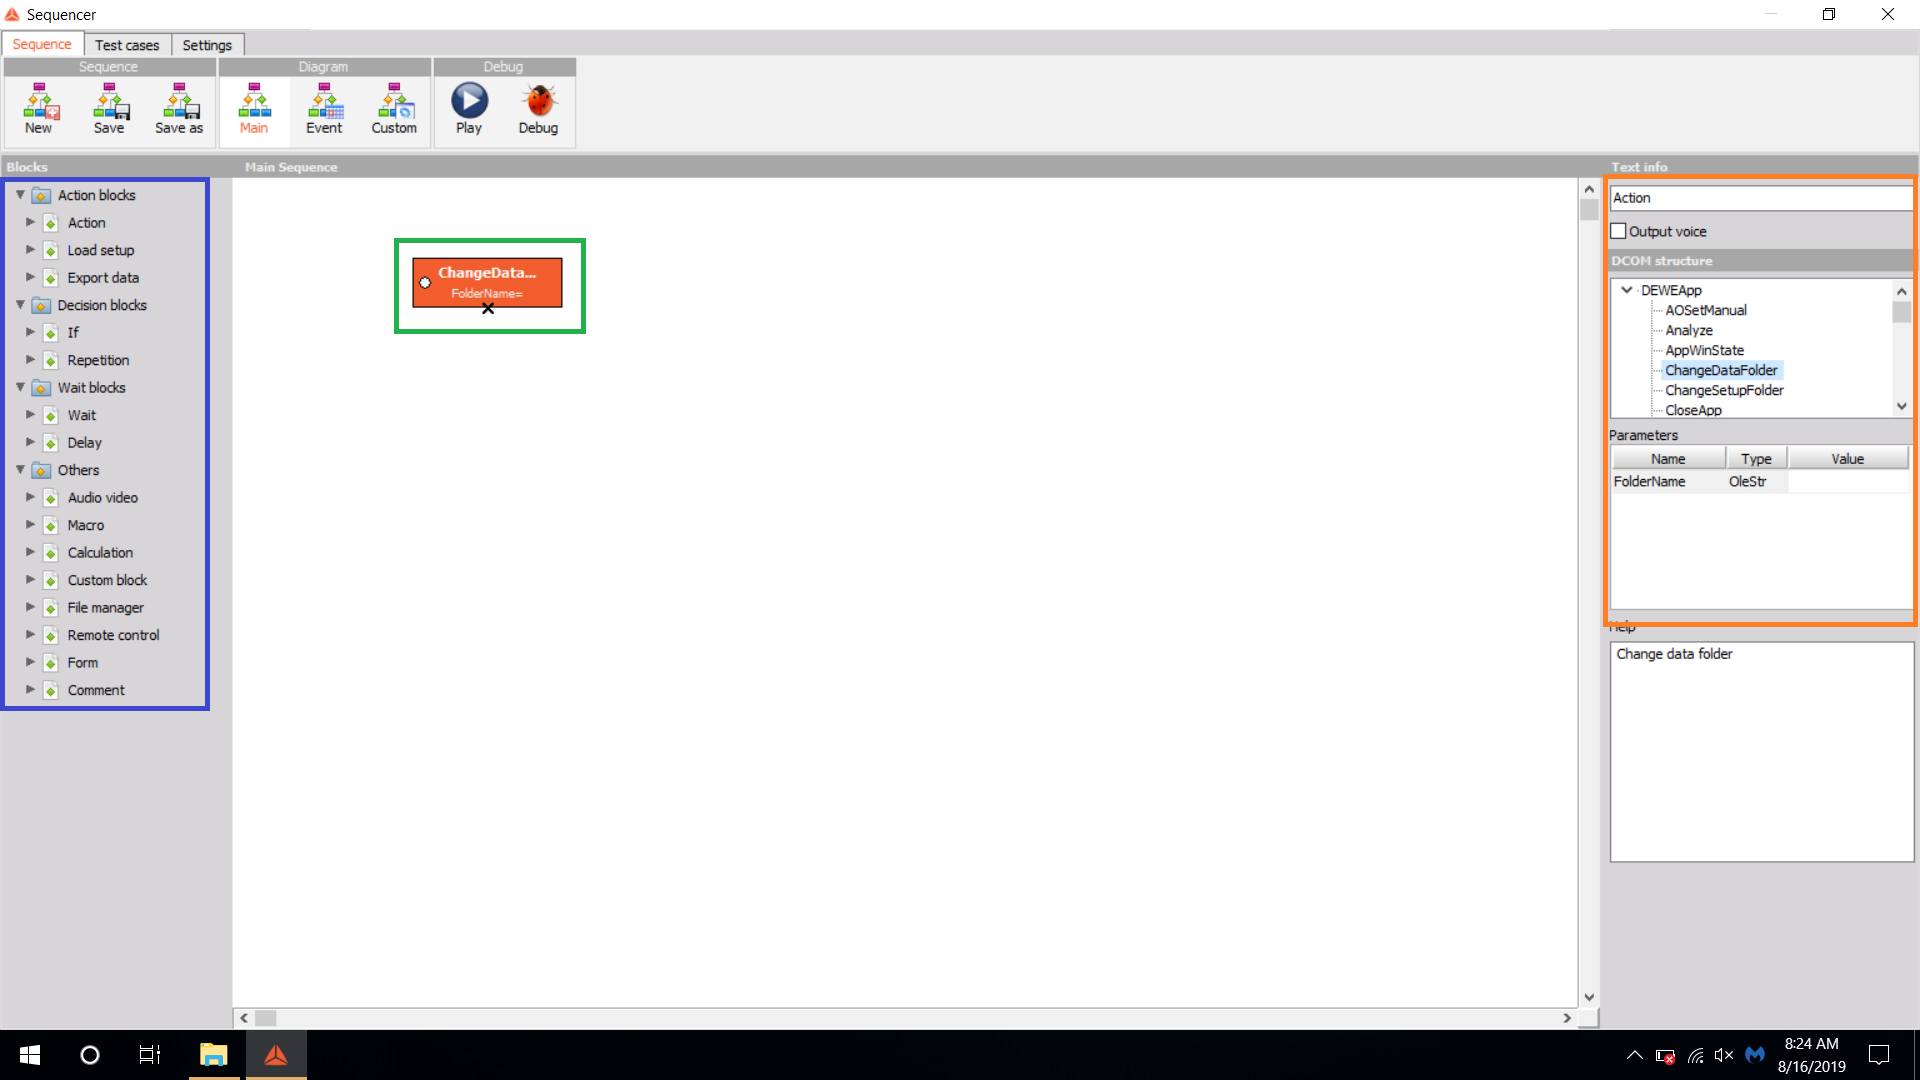 Sequencer
Sequence Test cases Settings
Sequence Diagram Debug
New Save Save as Main Event Custom Play Debug
Blocks Main Sequence Text info
Action blocks
Action
Load setup
Export data
Decision blocks
If
Repetition
Wait blocks
Wait
Delay
Others
Audio video
Macro
Calculation
Custom block
File manager
Remote control
Form
Comment
ChangeData...
FolderName=
Action
Output voice
DCOM structure
DEWEApp
AOSetManual
Analyze
AppWinState
ChangeDataFolder
ChangeSetupFolder
CloseApp
Parameters
Name Type Value
FolderName OleStr
Help
Change data folder
8:24 AM
8/16/2019